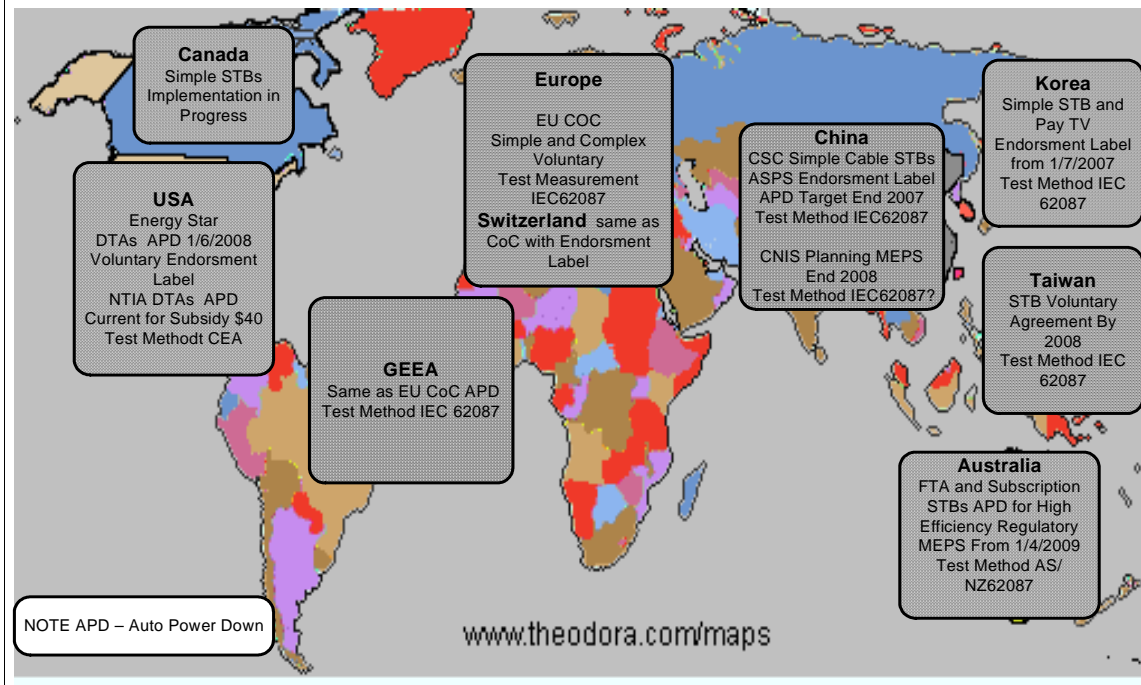 Canada
Simple STBs
Implementation in
Progress
USA
Energy Star
DTAs APD 1/6/2008
Voluntary Endorsment
Label
NTIA DTAs APD
Current for Subsidy $40
Test Methodt CEA
Europe
EU COC
Simple and Complex
Voluntary
Test Measurement
IEC62087
Switzerland same as
CoC with Endorsment
Label
GEEA
Same as EU CoC APD
Test Method IEC 62087
China
CSC Simple Cable STBs
ASPS Endorsment Label
APD Target End 2007
Test Method IEC62087
CNIS Planning MEPS
End 2008
Test Method IEC62087?
Korea
Simple STB and
Pay TV
Endorsment Label
from 1/7/2007
Test Method IEC
62087
Taiwan
STB Voluntary
Agreement By
2008
Test Method IEC
62087
Australia
FTA and Subscription
STBs APD for High
Efficiency Regulatory
MEPS From 1/4/2009
Test Method AS/
NZ62087
NOTE APD – Auto Power Down
www.theodora.com/maps